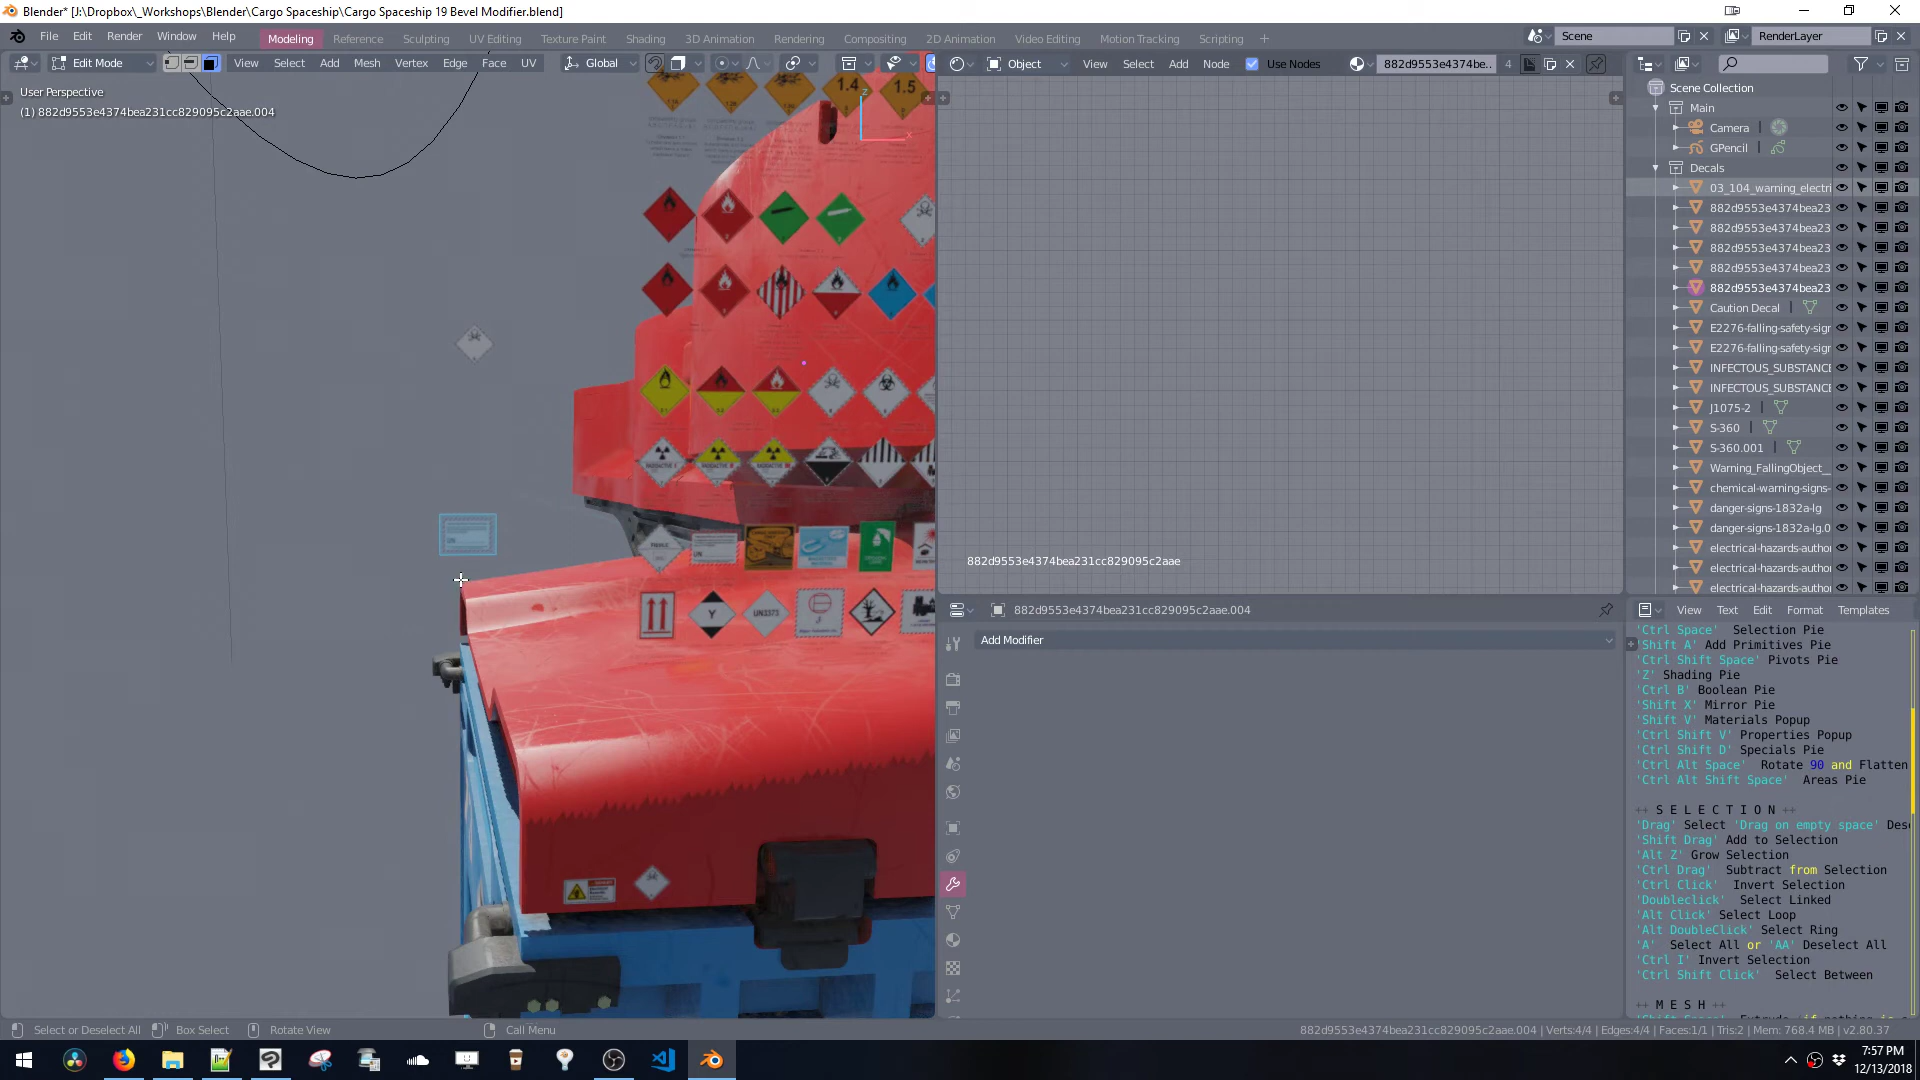 Blender* [J:\Dropbox\_Workshops\Blender\Cargo Spaceship\Cargo Spaceship 19 Bevel Modifier.blend]
File Edit Render Window Help Modeling Reference Sculpting UV Editing Texture Paint Shading 3D Animation Rendering Compositing 2D Animation Video Editing Motion Tracking Scripting Scene RenderLayer
Edit Mode View Select Add Mesh Vertex Edge Face UV Global Object View Select Add Node Use Nodes 882d9553e4374be.. 4
User Perspective
(1) 882d9553e4374bea231cc829095c2aae.004
1.4 1.5
Scene Collection
Main
Camera
GPencil
Decals
03_104_warning_electri
882d9553e4374bea23
882d9553e4374bea23
882d9553e4374bea23
882d9553e4374bea23
882d9553e4374bea23
Caution Decal
E2276-falling-safety-sigr
E2276-falling-safety-sigr
INFECTOUS_SUBSTANCE
INFECTOUS_SUBSTANCE
J1075-2
S-360
S-360.001
Warning_FallingObject_
chemical-warning-signs-
danger-signs-1832a-lg
danger-signs-1832a-lg.0
electrical-hazards-author
electrical-hazards-author
electrical-hazards-author
882d9553e4374bea231cc829095c2aae
882d9553e4374bea231cc829095c2aae.004
Add Modifier
UN
Y UN3373
View Text Edit Format Templates
'Ctrl Space' Selection Pie
'Shift A' Add Primitives Pie
'Ctrl Shift Space' Pivots Pie
'Z' Shading Pie
'Ctrl B' Boolean Pie
'Shift X' Mirror Pie
'Shift V' Materials Popup
'Ctrl Shift V' Properties Popup
'Ctrl Shift D' Specials Pie
'Ctrl Alt Space' Rotate 90 and Flatten
'Ctrl Alt Shift Space' Areas Pie
++ S E L E C T I O N ++
'Drag' Select 'Drag on empty space' Des
'Shift Drag' Add to Selection
'Alt Z' Grow Selection
'Ctrl Drag' Subtract from Selection
'Ctrl Click' Invert Selection
'Doubleclick' Select Linked
'Alt Click' Select Loop
'Alt DoubleClick' Select Ring
'A' Select All or 'AA' Deselect All
'Ctrl I' Invert Selection
'Ctrl Shift Click' Select Between
++ M E S H ++
Select or Deselect All Box Select Rotate View Call Menu
882d9553e4374bea231cc829095c2aae.004 | Verts:4/4 | Edges:4/4 | Faces:1/1 | Tris:2 | Mem: 768.4 MB | v2.80.37
7:57 PM
12/13/2018